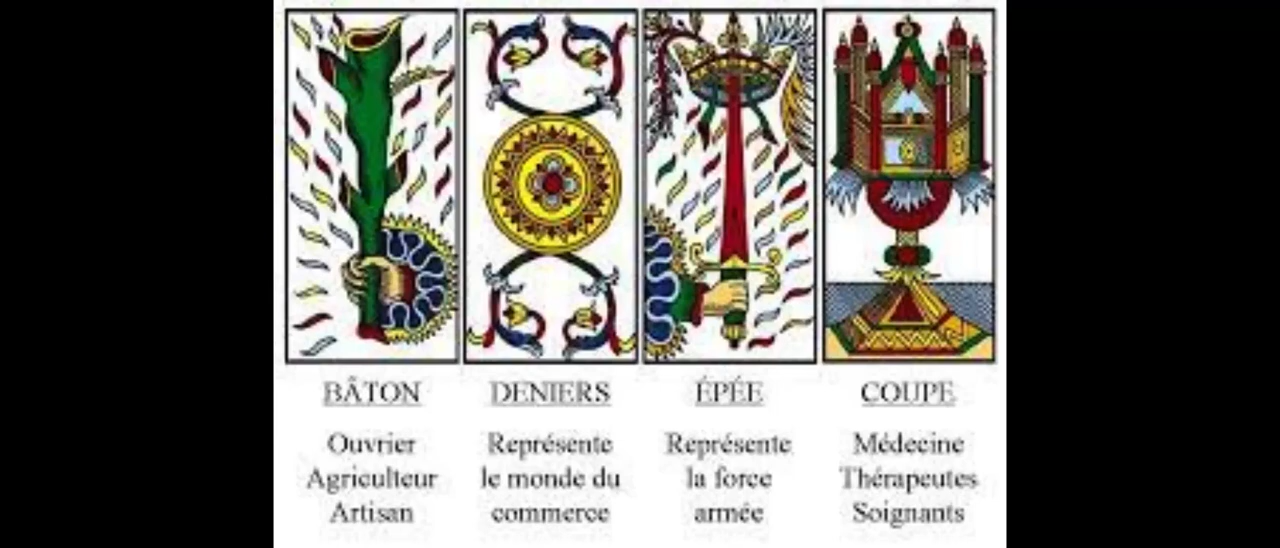 BÂTON
Ouvrier
Agriculteur
Artisan
DENIERS
Représente
le monde du
commerce
ÉPÉE
Représente
la force
armée
COUPE
Médecine
Thérapeutes
Soignants